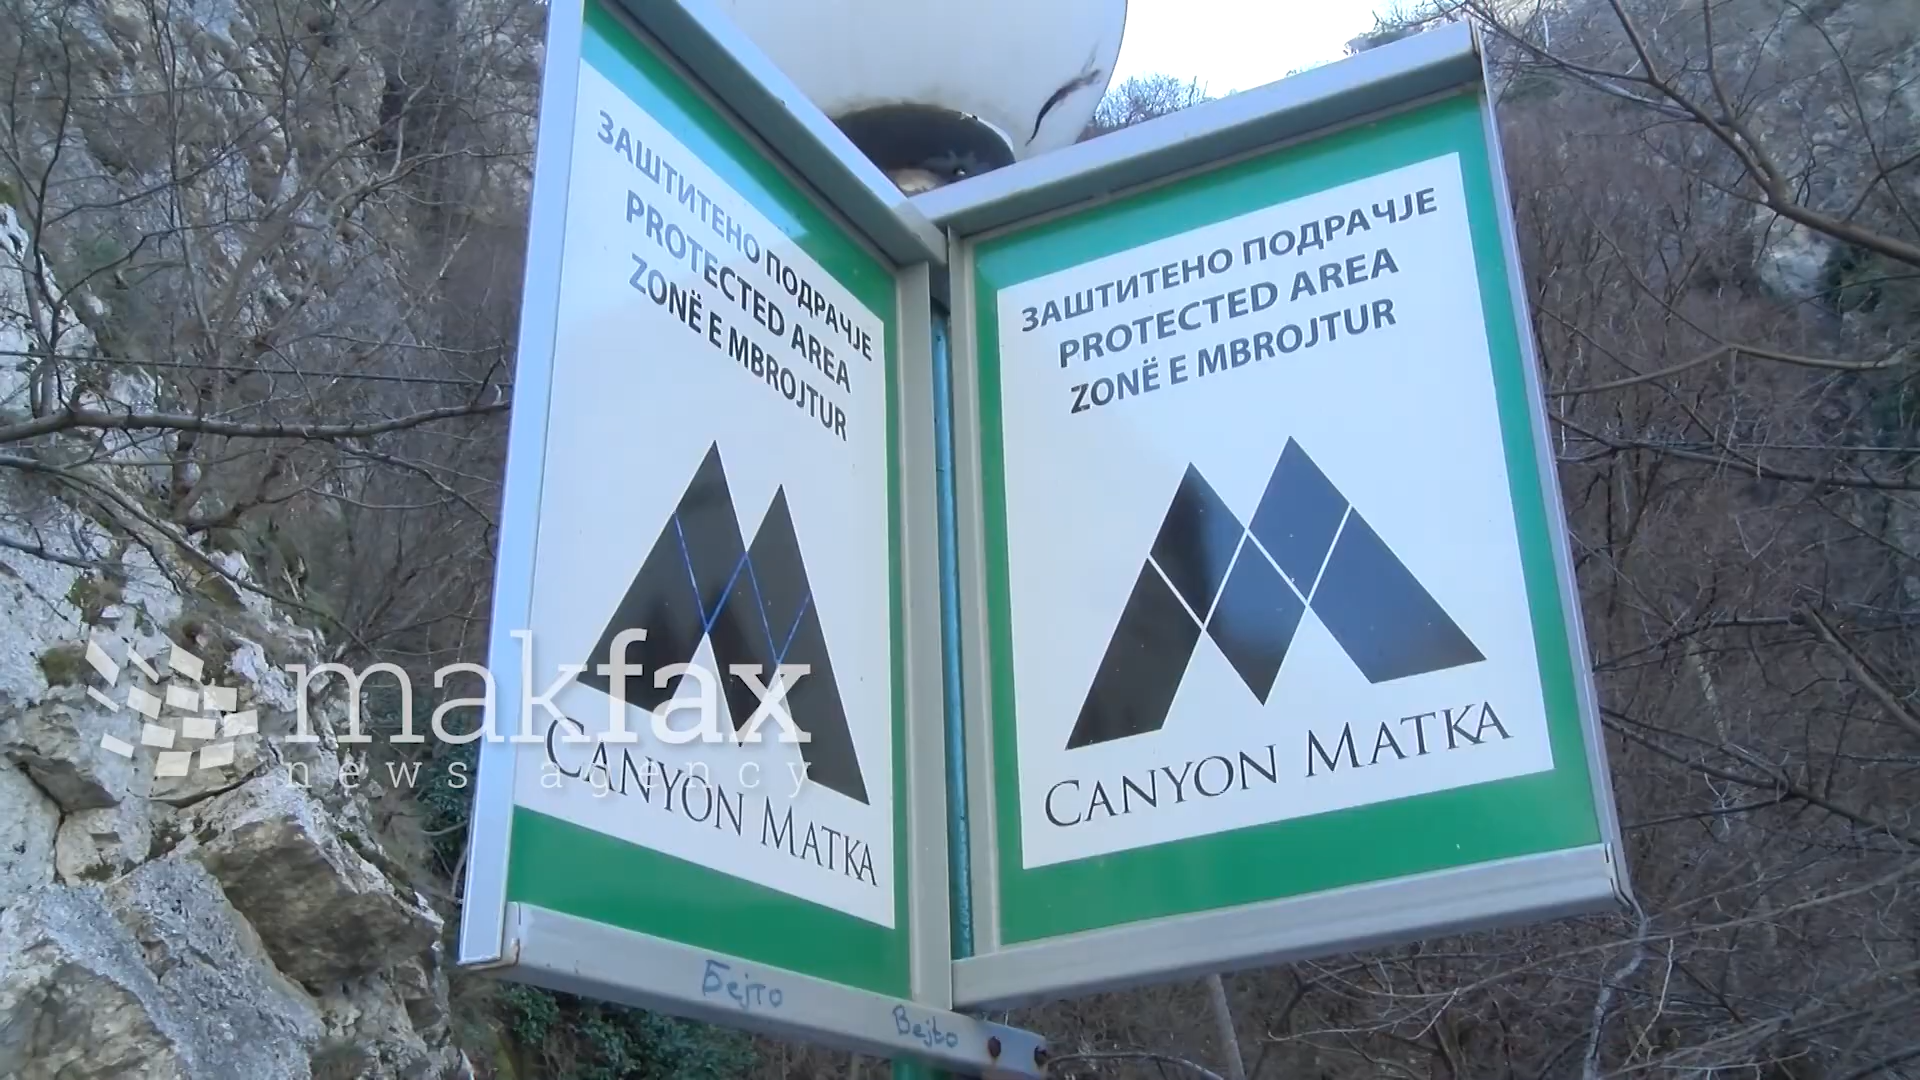 ЗАШТИТЕНО ПОДРАЧЈЕ
PROTECTED AREA
ZONË E MBROJTUR
CANYON MATKA
ЗАШТИТЕНО ПОДРАЧЈЕ
PROTECTED AREA
ZONË E MBROJTUR
CANYON MATKA
makfax
news agency
Бејто
Bejto